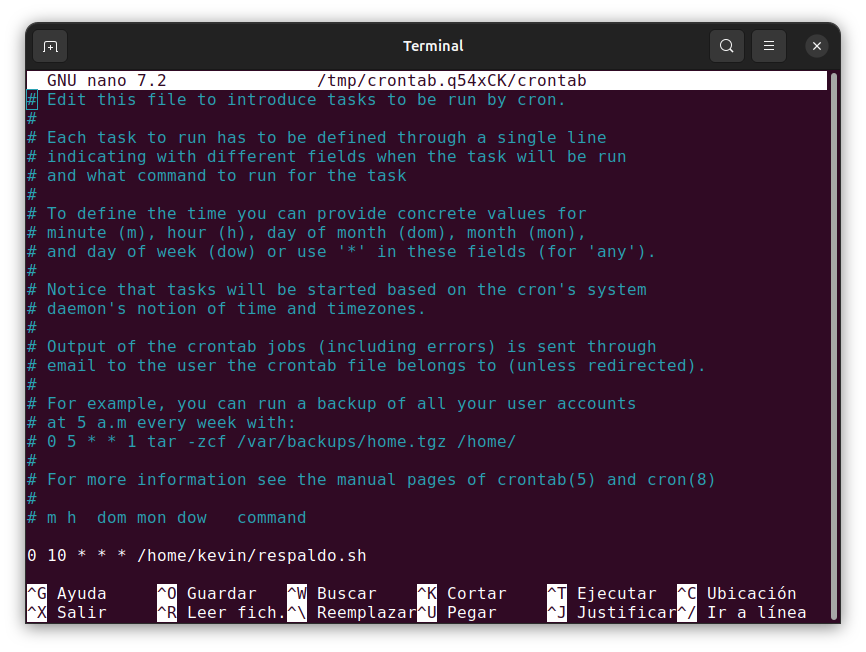 Terminal
GNU nano 7.2 /tmp/crontab.q54xCK/crontab
# Edit this file to introduce tasks to be run by cron.
#
# Each task to run has to be defined through a single line
# indicating with different fields when the task will be run
# and what command to run for the task
#
# To define the time you can provide concrete values for
# minute (m), hour (h), day of month (dom), month (mon),
# and day of week (dow) or use '*' in these fields (for 'any').
#
# Notice that tasks will be started based on the cron's system
# daemon's notion of time and timezones.
#
# Output of the crontab jobs (including errors) is sent through
# email to the user the crontab file belongs to (unless redirected).
#
# For example, you can run a backup of all your user accounts
# at 5 a.m every week with:
# 0 5 * * 1 tar -zcf /var/backups/home.tgz /home/
#
# For more information see the manual pages of crontab(5) and cron(8)
#
# m h  dom mon dow   command
0 10 * * * /home/kevin/respaldo.sh
^G Ayuda ^O Guardar ^W Buscar ^K Cortar ^T Ejecutar ^C Ubicación
^X Salir ^R Leer fich. ^\ Reemplazar ^U Pegar ^J Justificar ^/ Ir a línea